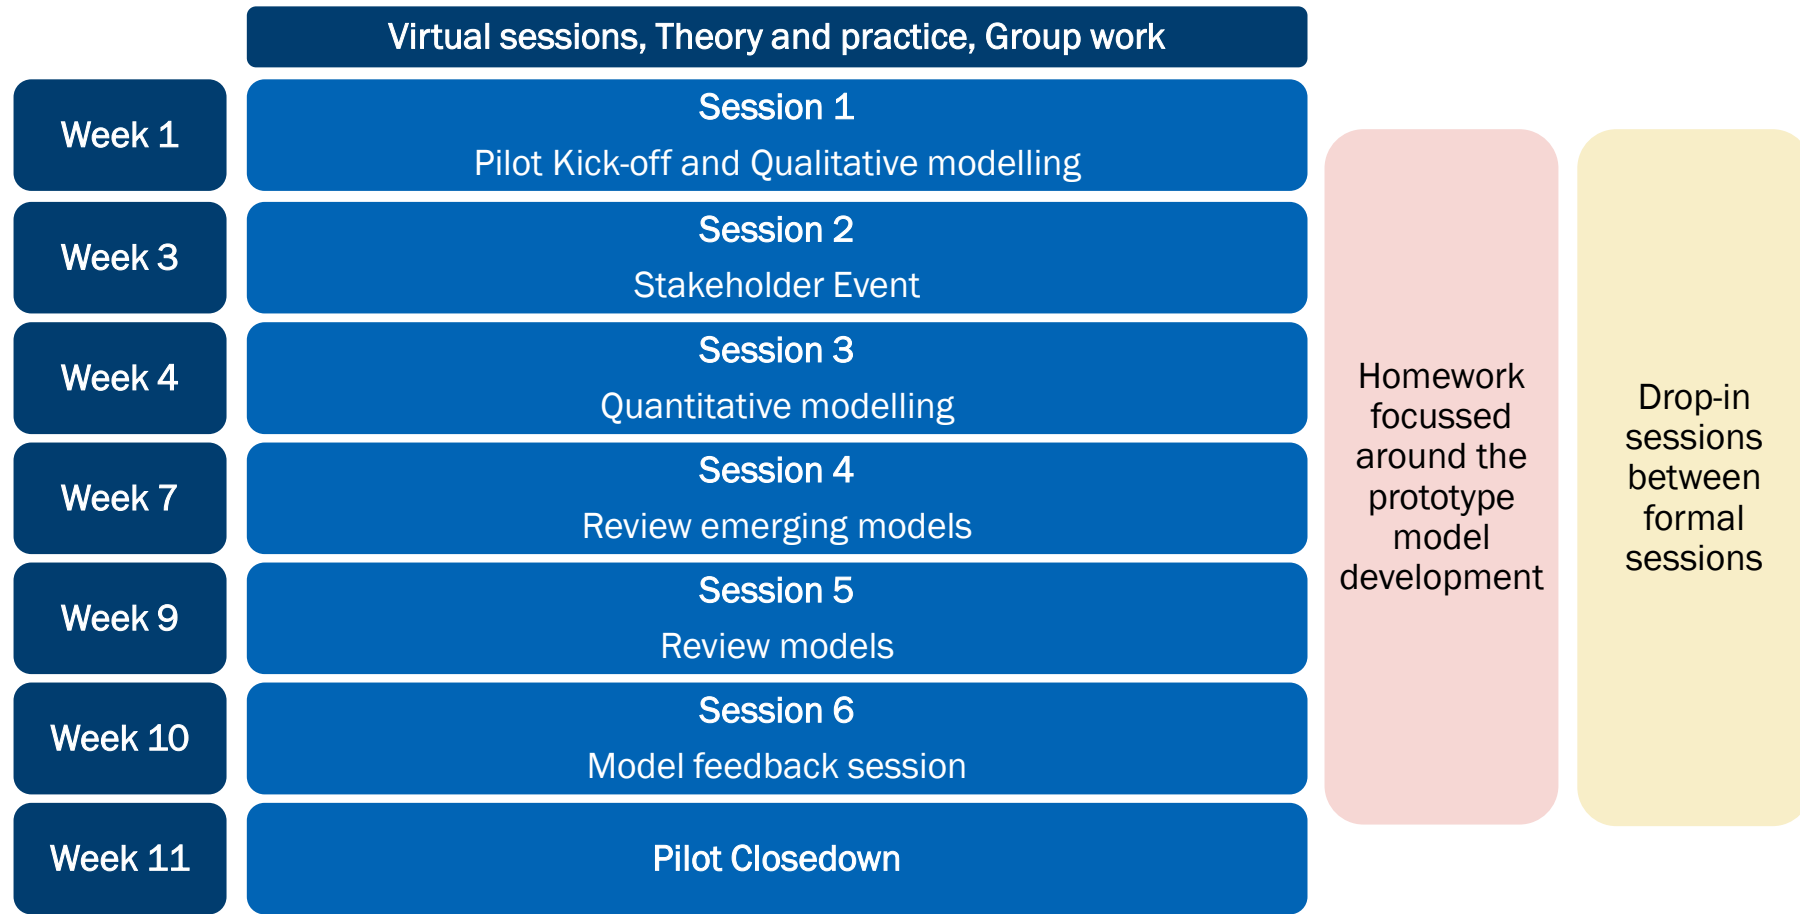 Virtual sessions, Theory and practice, Group work
Week 1
Session 1
Pilot Kick-off and Qualitative modelling
Week 3
Session 2
Stakeholder Event
Week 4
Session 3
Quantitative modelling
Week 7
Session 4
Review emerging models
Week 9
Session 5
Review models
Week 10
Session 6
Model feedback session
Week 11
Pilot Closedown
Homework
focussed
around the
prototype
model
development
Drop-in
sessions
between
formal
sessions